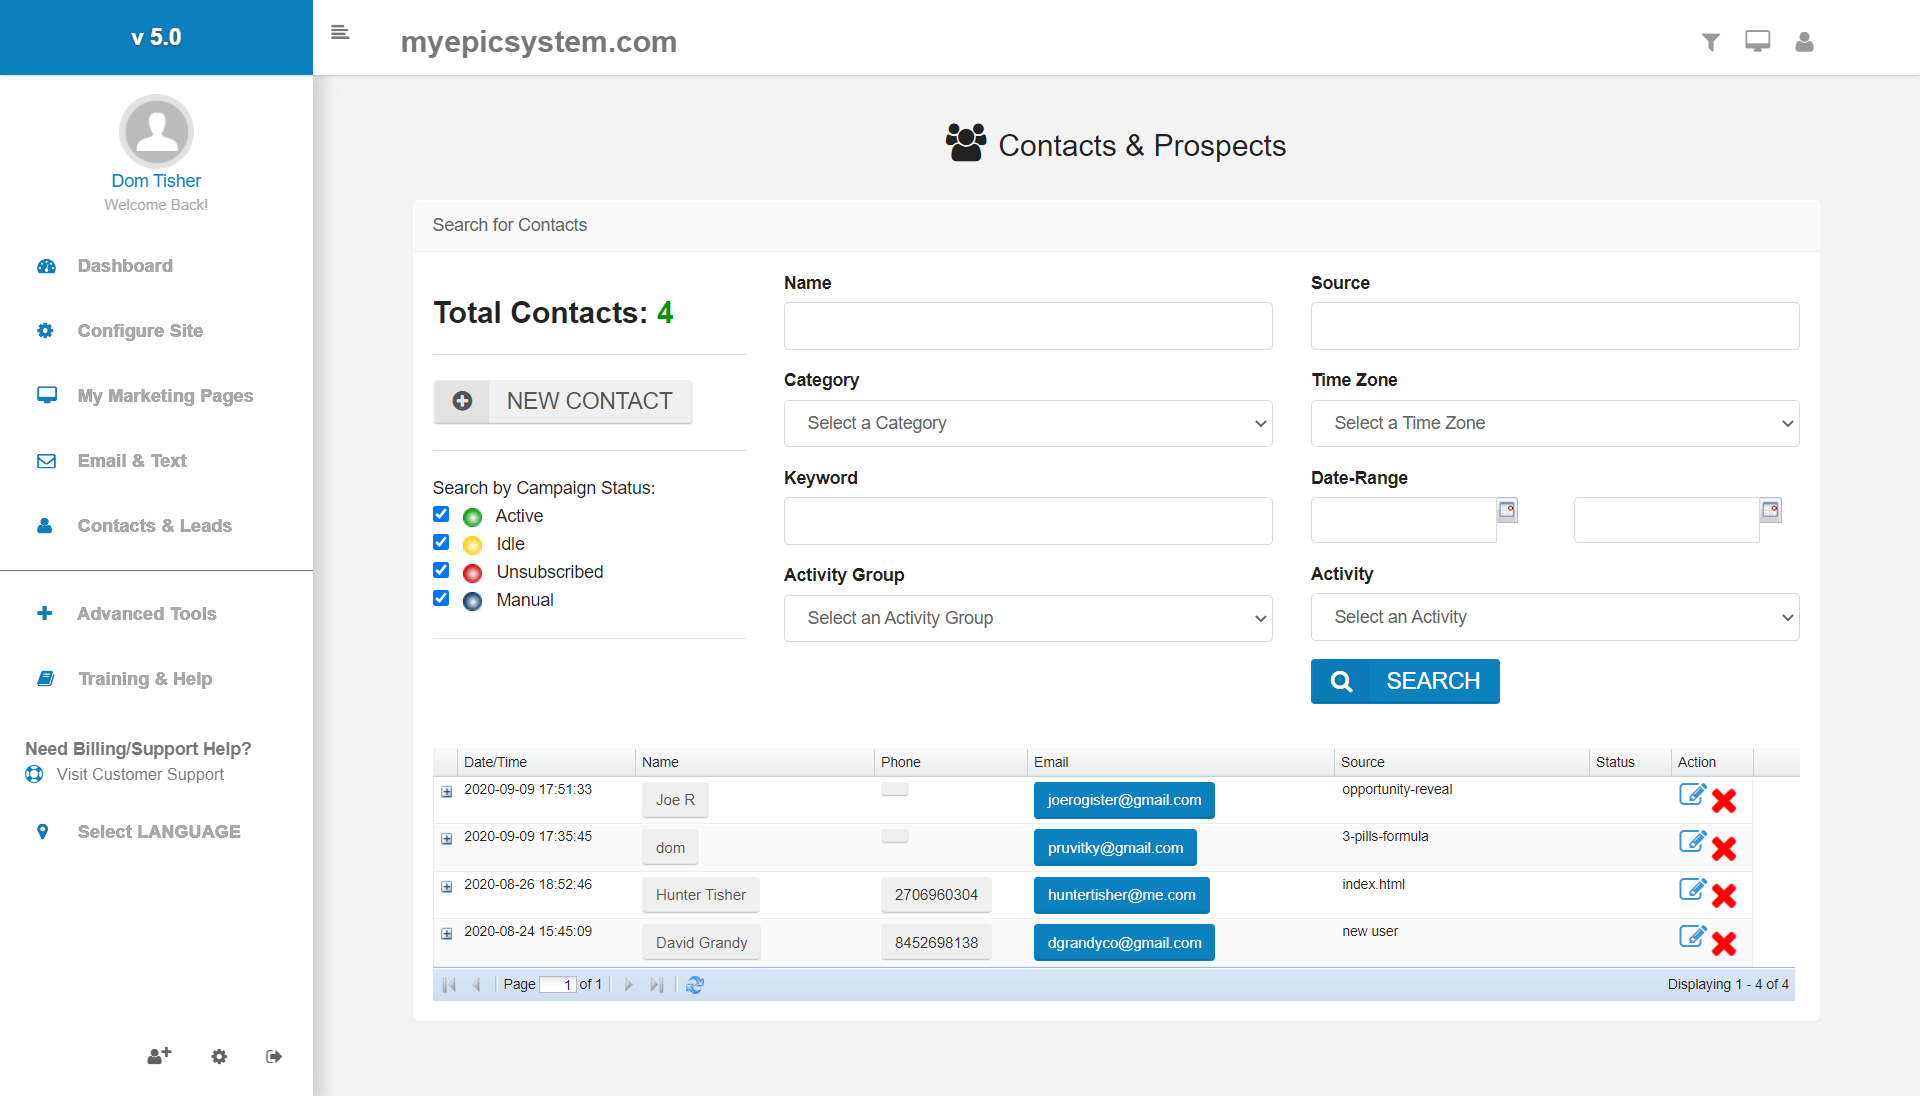 v 5.0
myepicsystem.com
Dom Tisher
Welcome Back!
Dashboard
Configure Site
My Marketing Pages
Email & Text
Contacts & Leads
Advanced Tools
Training & Help
Need Billing/Support Help?
Visit Customer Support
Select LANGUAGE
Contacts & Prospects
Search for Contacts
Total Contacts: 4
NEW CONTACT
Search by Campaign Status:
Active
Idle
Unsubscribed
Manual
Name
Source
Category
Time Zone
Select a Category
Select a Time Zone
Keyword
Date-Range
Activity Group
Activity
Select an Activity Group
Select an Activity
SEARCH
Date/Time Name Phone Email Source Status Action
2020-09-09 17:51:33 Joe R joerogister@gmail.com opportunity-reveal
2020-09-09 17:35:45 dom pruvitky@gmail.com 3-pills-formula
2020-08-26 18:52:46 Hunter Tisher 2706960304 huntertisher@me.com index.html
2020-08-24 15:45:09 David Grandy 8452698138 dgrandyco@gmail.com new user
Page 1 of 1 Displaying 1 - 4 of 4